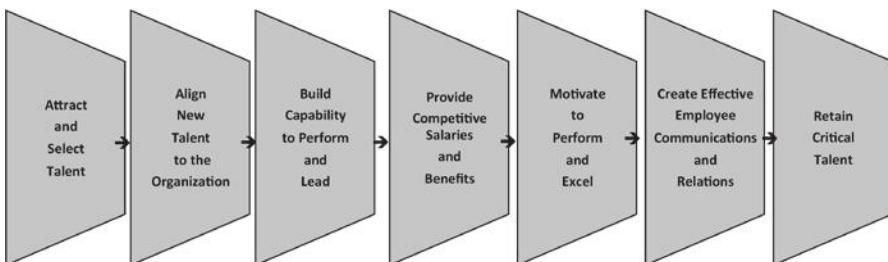 Attract
and
Select
Talent
Align
New
Talent
to the
Organization
Build
Capability
to Perform
and
Lead
Provide
Competitive
Salaries
and
Benefits
Motivate
to
Perform
and
Excel
Create Effective
Employee
Communications
and
Relations
Retain
Critical
Talent